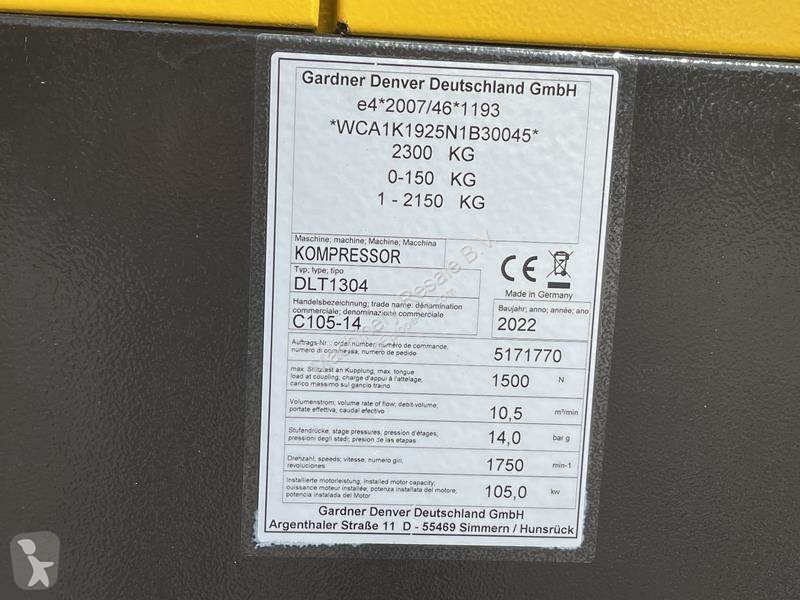 Gardner Denver Deutschland GmbH
e4*2007/46*1193
*WCA1K1925N1B30045*
2300 KG
0-150 KG
1 - 2150 KG
Maschine; machine; Machine; Macchina
KOMPRESSOR
Typ; type; tipo
DLT1304
Handelsbezeichnung; trade name; dénomination
commerciale; denominazione commerciale
C105-14
CE
Made in Germany
Baujahr; anno; année; ano
2022
Auftrags-Nr.; order number; numéro de commande,
numero di commessa; numero de pedido
5171770
max. Stützlast an Kupplung, max. tongue
load at coupling, charge d'appui à l'attelage,
carico massimo sul gancio traino
1500 N
Volumenstrom; volume rate of flow; debit-volume;
portate effettiva; caudal efectivo
10,5 m³/min
Stufendrücke; stage pressures, pression d'étages;
pressioni degli stadi; presion de las etapas
14,0 bar g
Drehzahl; speeds; vitesse; numero giri,
revoluciones
1750 min-1
Installierte motorleistung; installed motor capacity;
ouissance moteur installée; potenza installata del motore;
potencia instalada del Motor
105,0 kw
Gardner Denver Deutschland GmbH
Argenthaler Straße 11 D - 55469 Simmern / Hunsrück
Machinery Resale B.V.